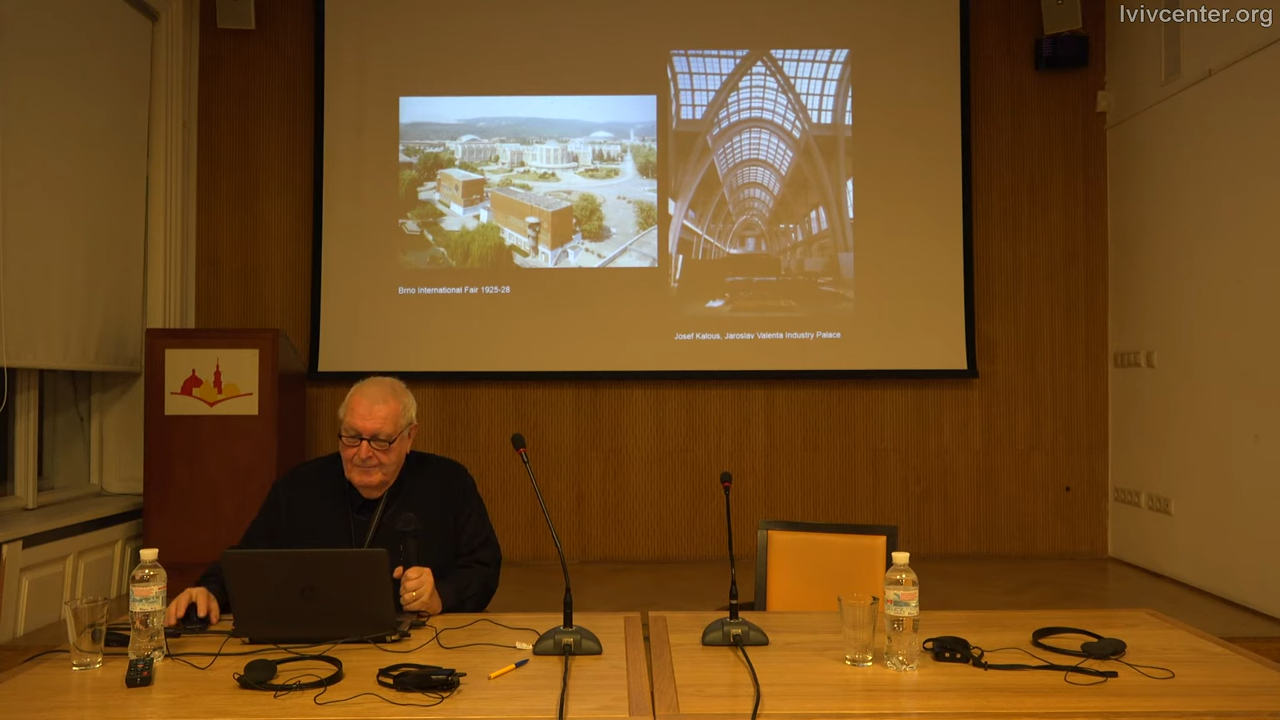 lvivcenter.org
Brno International Fair 1925-28
Josef Kalous, Jaroslav Valenta Industry Palace